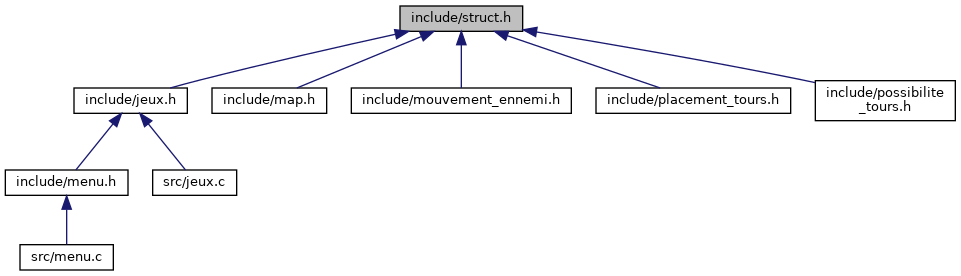 include/struct.h
include/jeux.h
include/map.h
include/mouvement_ennemi.h
include/placement_tours.h
include/possibilite
_tours.h
include/menu.h
src/jeux.c
src/menu.c